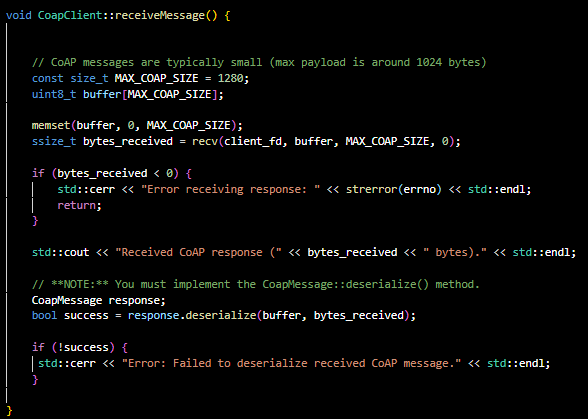 void CoapClient::receiveMessage() {
// CoAP messages are typically small (max payload is around 1024 bytes)
const size_t MAX_COAP_SIZE = 1280;
uint8_t buffer[MAX_COAP_SIZE];
memset(buffer, 0, MAX_COAP_SIZE);
ssize_t bytes_received = recv(client_fd, buffer, MAX_COAP_SIZE, 0);
if (bytes_received < 0) {
std::cerr << "Error receiving response: " << strerror(errno) << std::endl;
return;
}
std::cout << "Received CoAP response (" << bytes_received << " bytes)." << std::endl;
// **NOTE:** You must implement the CoapMessage::deserialize() method.
CoapMessage response;
bool success = response.deserialize(buffer, bytes_received);
if (!success) {
std::cerr << "Error: Failed to deserialize received CoAP message." << std::endl;
}
}